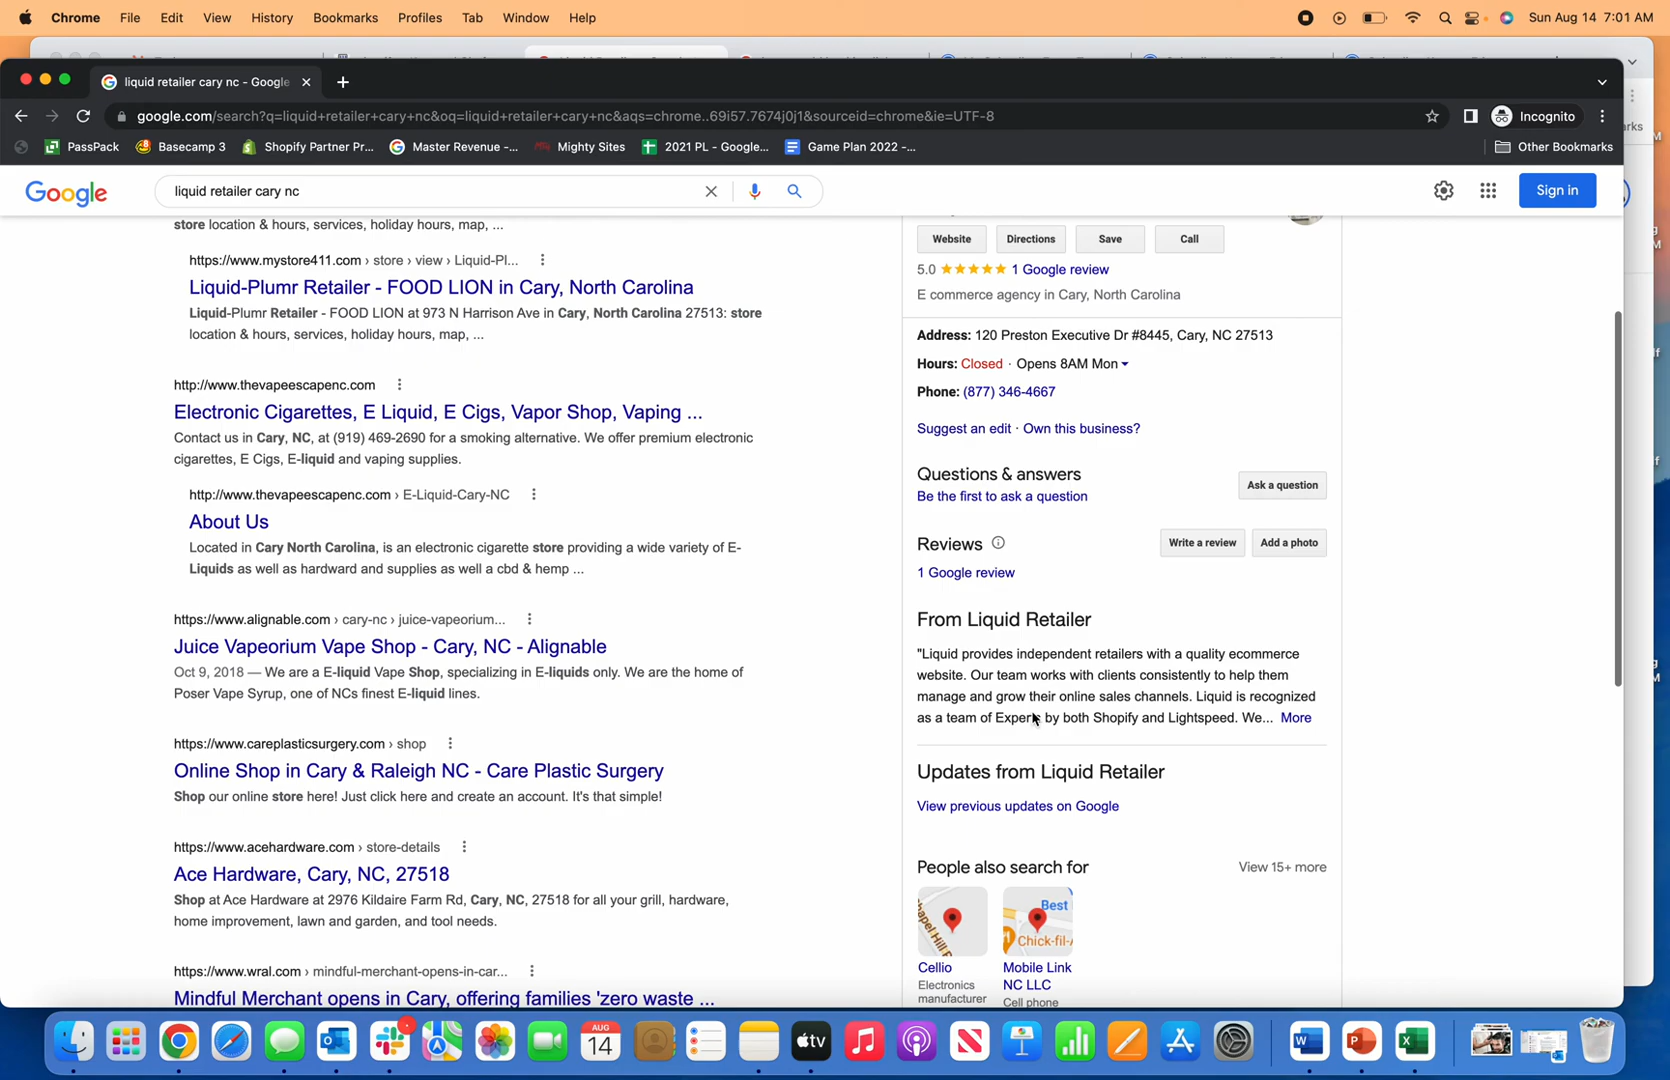 Chrome File Edit View History Bookmarks Profiles Tab Window Help Sun Aug 14 7:01 AM
liquid retailer cary nc - Google
google.com/search?q=liquid+retailer+cary+nc&oq=liquid+retailer+cary+nc&aqs=chrome..69i57.7674j0j1&sourceid=chrome&ie=UTF-8
Incognito
PassPack Basecamp 3 Shopify Partner Pr... Master Revenue -... Mighty Sites 2021 PL - Google... Game Plan 2022 -... Other Bookmarks
Google
liquid retailer cary nc
Sign in
store location & hours, services, holiday hours, map, ...
https://www.mystore411.com › store › view › Liquid-Pl...
Liquid-Plumr Retailer - FOOD LION in Cary, North Carolina
Liquid-Plumr Retailer - FOOD LION at 973 N Harrison Ave in Cary, North Carolina 27513: store
location & hours, services, holiday hours, map, ...
http://www.thevapeescapenc.com
Electronic Cigarettes, E Liquid, E Cigs, Vapor Shop, Vaping ...
Contact us in Cary, NC, at (919) 469-2690 for a smoking alternative. We offer premium electronic
cigarettes, E Cigs, E-liquid and vaping supplies.
http://www.thevapeescapenc.com › E-Liquid-Cary-NC
About Us
Located in Cary North Carolina, is an electronic cigarette store providing a wide variety of E-
Liquids as well as hardward and supplies as well a cbd & hemp ...
https://www.alignable.com › cary-nc › juice-vapeorium...
Juice Vapeorium Vape Shop - Cary, NC - Alignable
Oct 9, 2018 — We are a E-liquid Vape Shop, specializing in E-liquids only. We are the home of
Poser Vape Syrup, one of NCs finest E-liquid lines.
https://www.careplasticsurgery.com › shop
Online Shop in Cary & Raleigh NC - Care Plastic Surgery
Shop our online store here! Just click here and create an account. It's that simple!
https://www.acehardware.com › store-details
Ace Hardware, Cary, NC, 27518
Shop at Ace Hardware at 2976 Kildaire Farm Rd, Cary, NC, 27518 for all your grill, hardware,
home improvement, lawn and garden, and tool needs.
https://www.wral.com › mindful-merchant-opens-in-car...
Mindful Merchant opens in Cary, offering families 'zero waste ...
Website Directions Save Call
5.0 1 Google review
E commerce agency in Cary, North Carolina
Address: 120 Preston Executive Dr #8445, Cary, NC 27513
Hours: Closed · Opens 8AM Mon
Phone: (877) 346-4667
Suggest an edit · Own this business?
Questions & answers
Be the first to ask a question
Ask a question
Reviews
Write a review Add a photo
1 Google review
From Liquid Retailer
"Liquid provides independent retailers with a quality ecommerce
website. Our team works with clients consistently to help them
manage and grow their online sales channels. Liquid is recognized
as a team of Experts by both Shopify and Lightspeed. We... More
Updates from Liquid Retailer
View previous updates on Google
People also search for
View 15+ more
Best
Chick-fil-
Cellio
Electronics
manufacturer
Mobile Link
NC LLC
Cell phone
AUG
14
tv